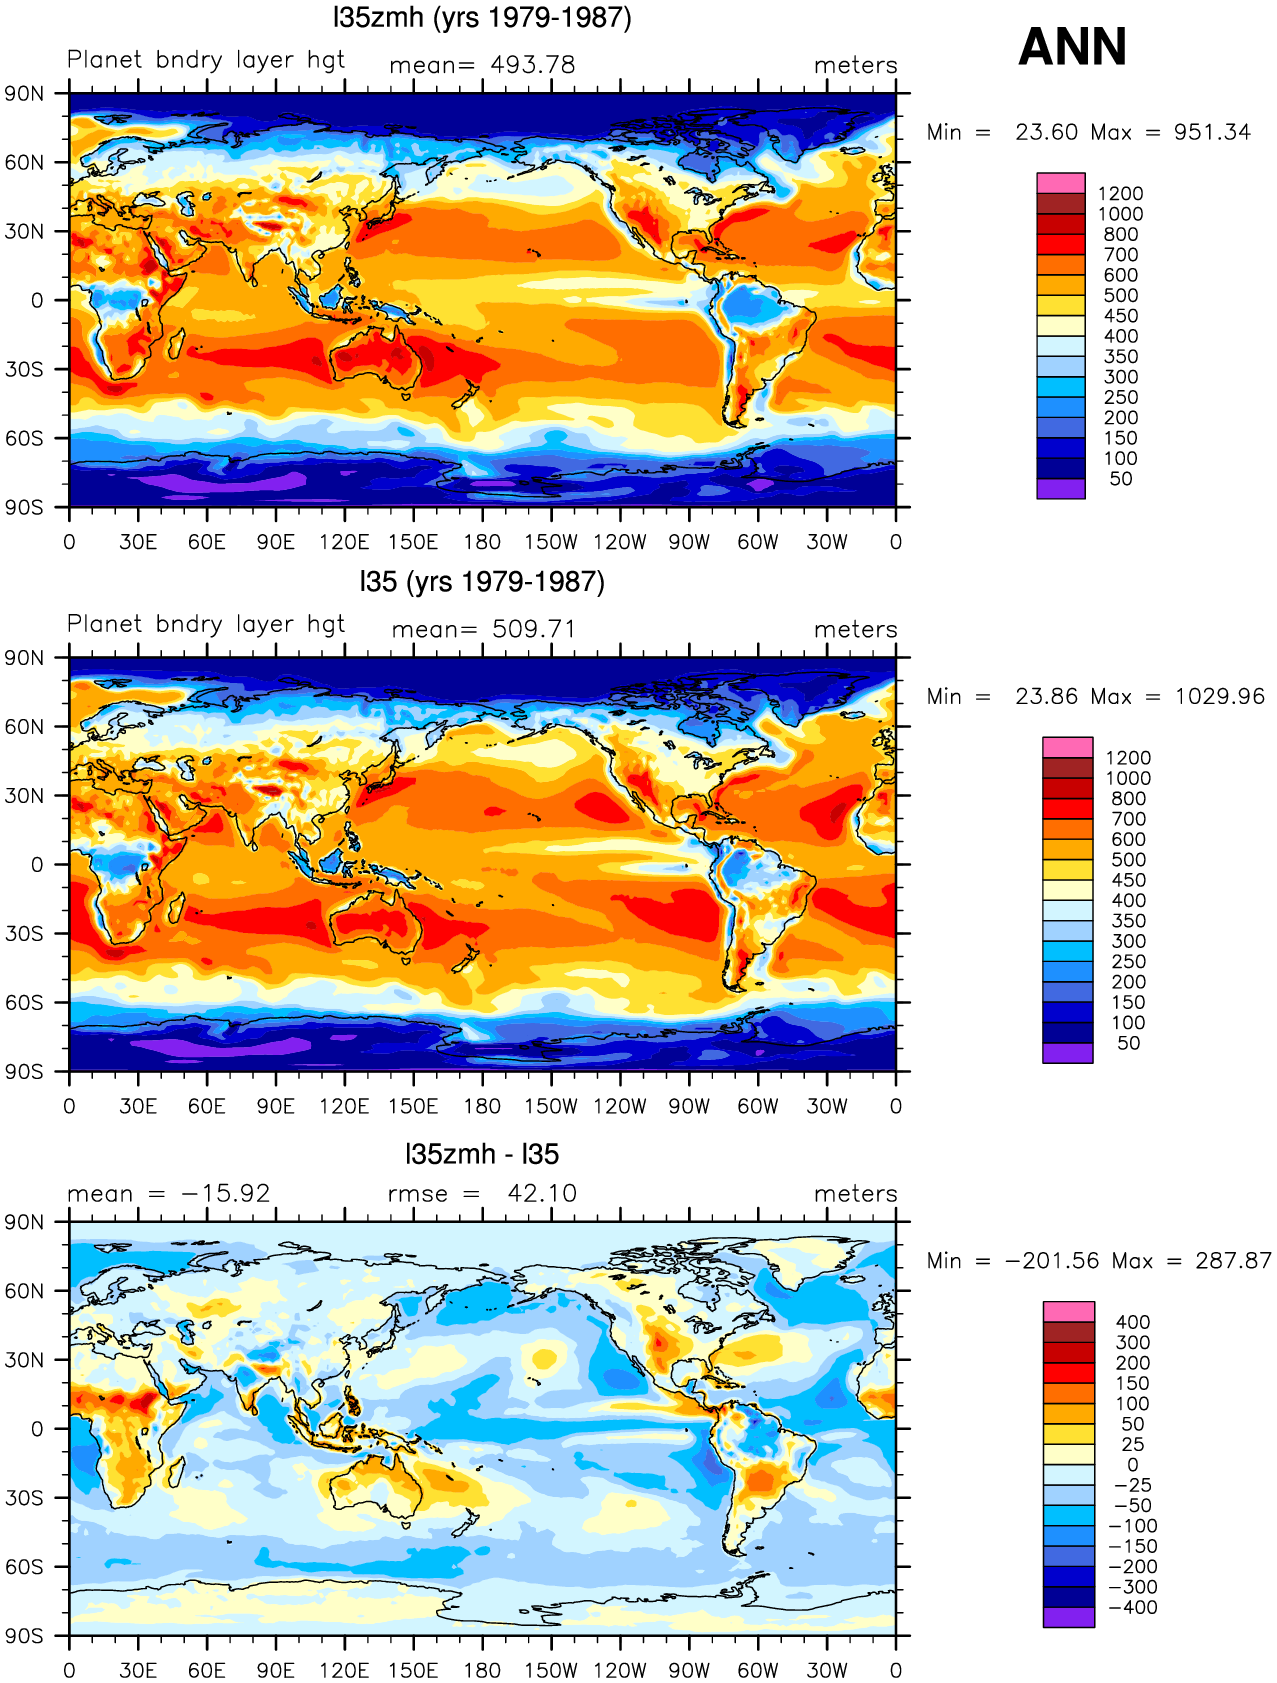 l35zmh (yrs 1979-1987)
ANN
Planet bndry layer hgt mean= 493.78 meters
Min = 23.60 Max = 951.34
90N
60N
30N
0
30S
60S
90S
0 30E 60E 90E 120E 150E 180 150W 120W 90W 60W 30W 0
1200
1000
800
700
600
500
450
400
350
300
250
200
150
100
50
l35 (yrs 1979-1987)
Planet bndry layer hgt mean= 509.71 meters
Min = 23.86 Max = 1029.96
90N
60N
30N
0
30S
60S
90S
0 30E 60E 90E 120E 150E 180 150W 120W 90W 60W 30W 0
1200
1000
800
700
600
500
450
400
350
300
250
200
150
100
50
l35zmh - l35
mean = −15.92 rmse = 42.10 meters
Min = −201.56 Max = 287.87
90N
60N
30N
0
30S
60S
90S
0 30E 60E 90E 120E 150E 180 150W 120W 90W 60W 30W 0
400
300
200
150
100
50
25
0
−25
−50
−100
−150
−200
−300
−400